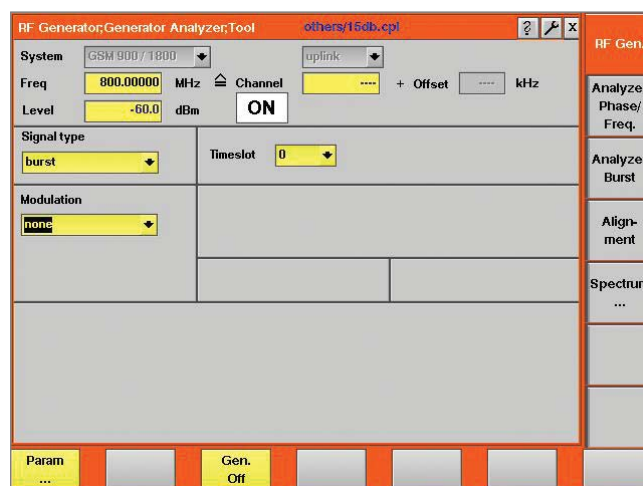 RF Generator;Generator Analyzer;Tool others/15db.cpl ? X
RF Gen.
System GSM 900 / 1800 uplink
Freq 800.00000 MHz ≙ Channel ---- + Offset ---- kHz
Level -60.0 dBm ON
Signal type
burst
Timeslot 0
Modulation
none
Analyze
Phase/
Freq.
Analyze
Burst
Align-
ment
Spectrum
...
Param
...
Gen.
Off